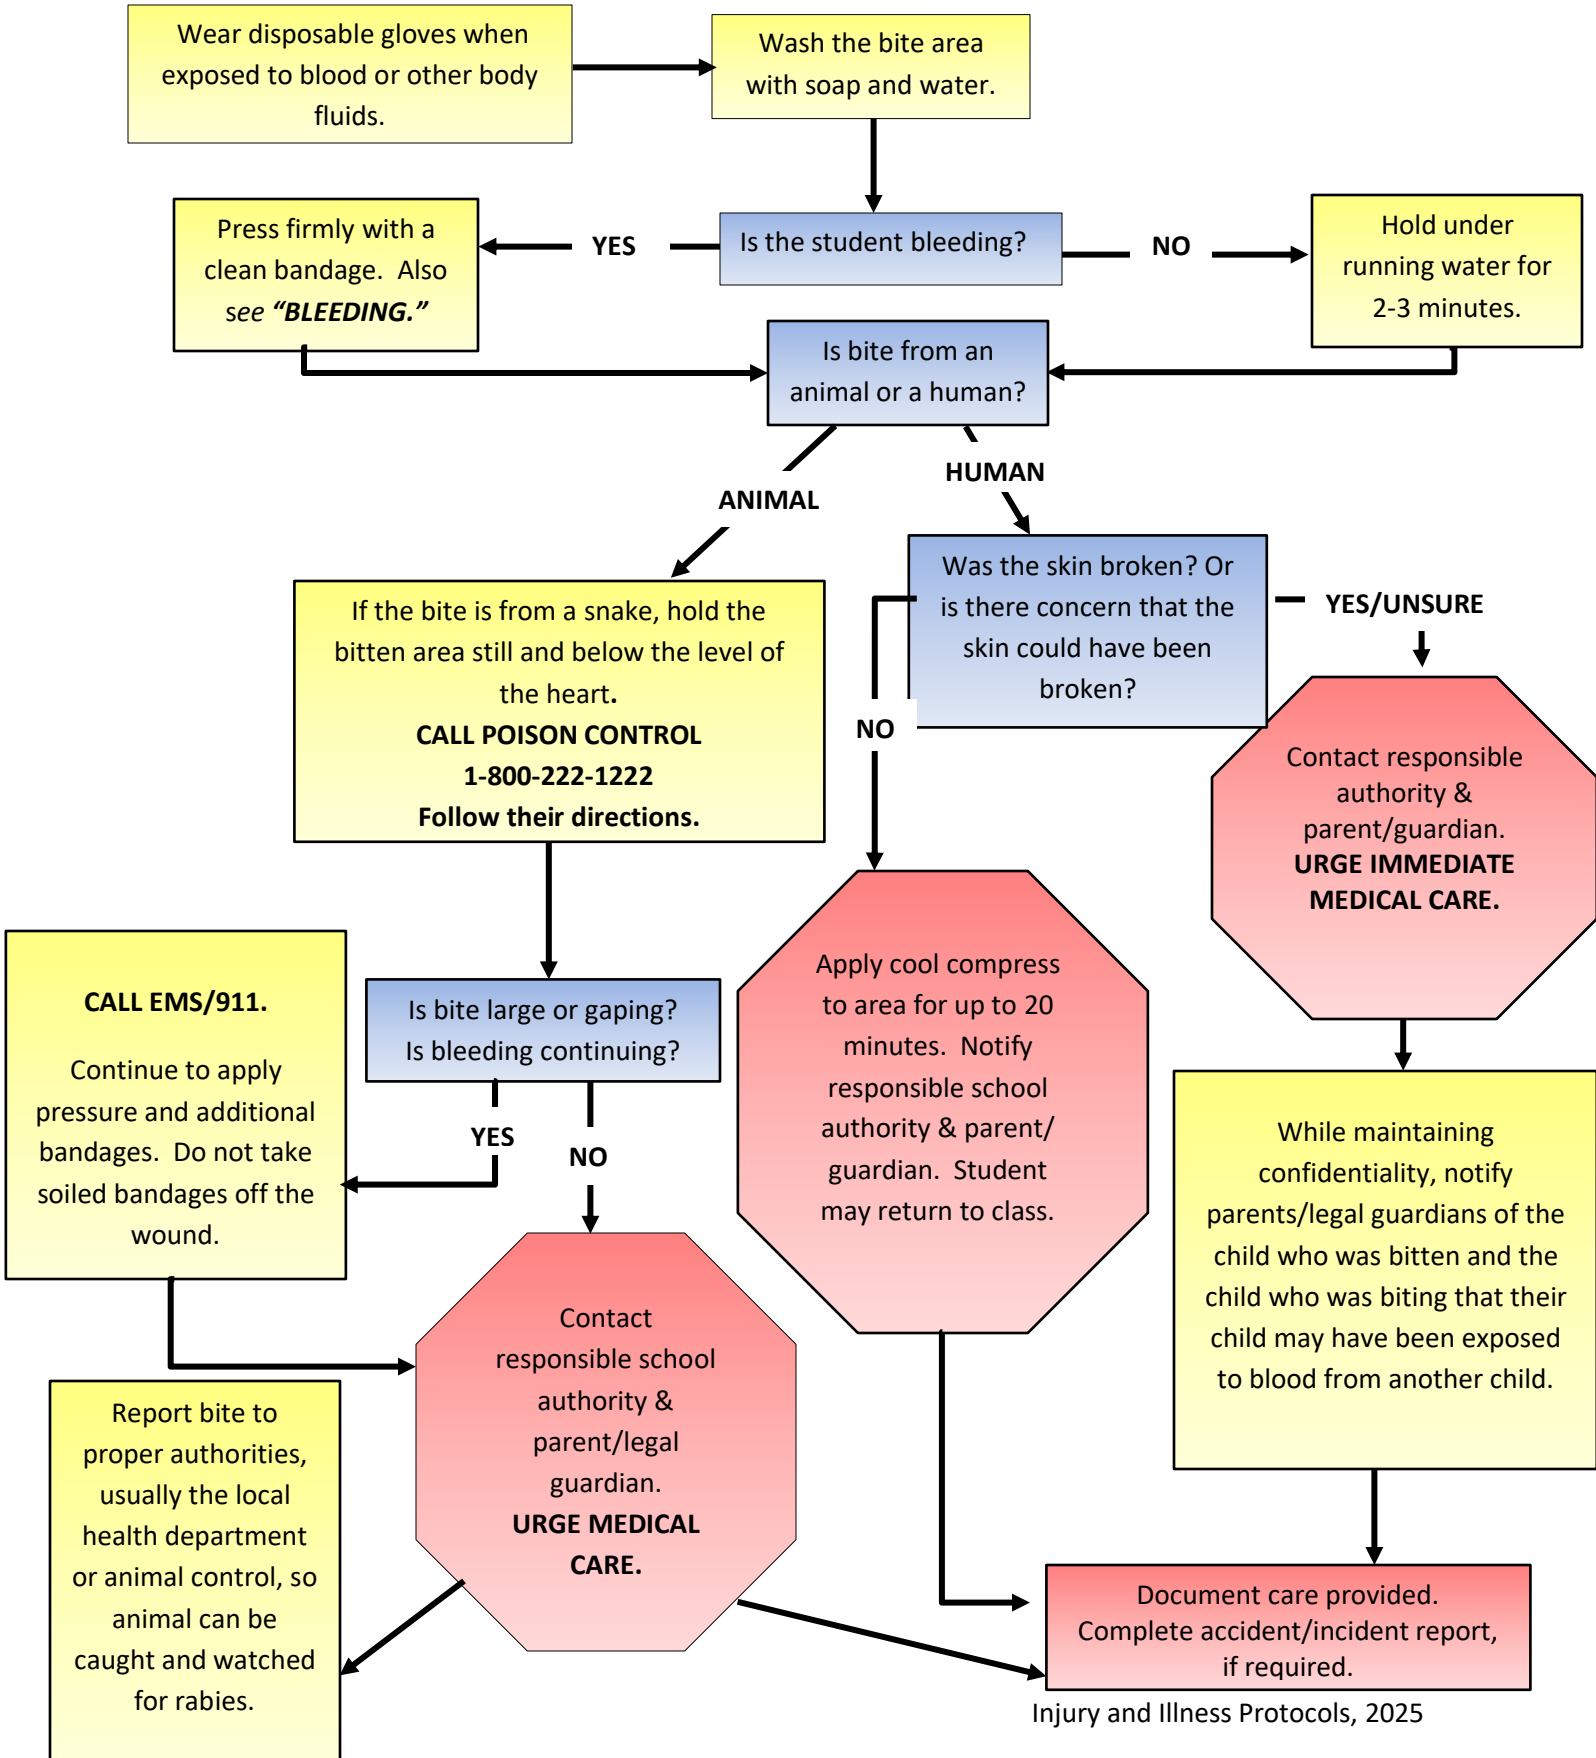 Wear disposable gloves when
exposed to blood or other body
fluids.
Wash the bite area
with soap and water.
Press firmly with a
clean bandage.  Also
see “BLEEDING.”
YES
Is the student bleeding?
NO
Hold under
running water for
2-3 minutes.
Is bite from an
animal or a human?
ANIMAL
HUMAN
If the bite is from a snake, hold the
bitten area still and below the level of
the heart.
CALL POISON CONTROL
1-800-222-1222
Follow their directions.
Was the skin broken? Or
is there concern that the
skin could have been
broken?
YES/UNSURE
NO
Contact responsible
authority &
parent/guardian.
URGE IMMEDIATE
MEDICAL CARE.
CALL EMS/911.
Continue to apply
pressure and additional
bandages.  Do not take
soiled bandages off the
wound.
Is bite large or gaping?
Is bleeding continuing?
YES
NO
Apply cool compress
to area for up to 20
minutes.  Notify
responsible school
authority & parent/
guardian.  Student
may return to class.
While maintaining
confidentiality, notify
parents/legal guardians of the
child who was bitten and the
child who was biting that their
child may have been exposed
to blood from another child.
Contact
responsible school
authority &
parent/legal
guardian.
URGE MEDICAL
CARE.
Report bite to
proper authorities,
usually the local
health department
or animal control, so
animal can be
caught and watched
for rabies.
Document care provided.
Complete accident/incident report,
if required.
Injury and Illness Protocols, 2025